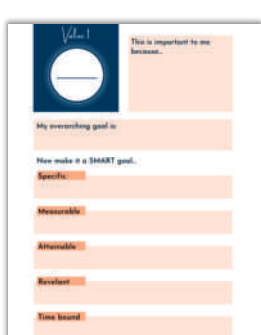 Value 1
This is important to me
because..
My overarching goal is:
Now make it a SMART goal..
Specific
Measurable
Attainable
Revelant
Time bound